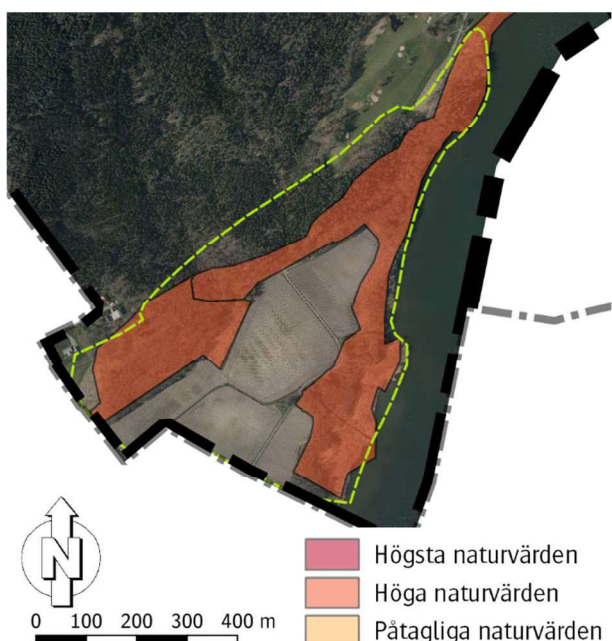 N
Högsta naturvärden
Höga naturvärden
Påtagliga naturvärden
0 100 200 300 400 m